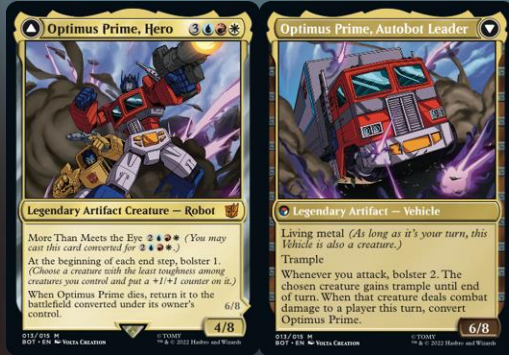 Optimus Prime, Hero 3
Legendary Artifact Creature — Robot
More Than Meets the Eye 2 (You may
cast this card converted for 2 .)
At the beginning of each end step, bolster 1.
(Choose a creature with the least toughness among
creatures you control and put a +1/+1 counter on it.)
When Optimus Prime dies, return it to the
battlefield converted under its owner's
control.
6/8
4/8
013/015 M
BOT • EN Volta Creation
™ & © 2022 Hasbro and Wizards
©TOMY
Optimus Prime, Autobot Leader
Legendary Artifact — Vehicle
Living metal (As long as it's your turn, this
Vehicle is also a creature.)
Trample
Whenever you attack, bolster 2. The
chosen creature gains trample until end
of turn. When that creature deals combat
damage to a player this turn, convert
Optimus Prime.
6/8
013/015 M
BOT • EN Volta Creation
©TOMY
™ & © 2022 Hasbro and Wizards